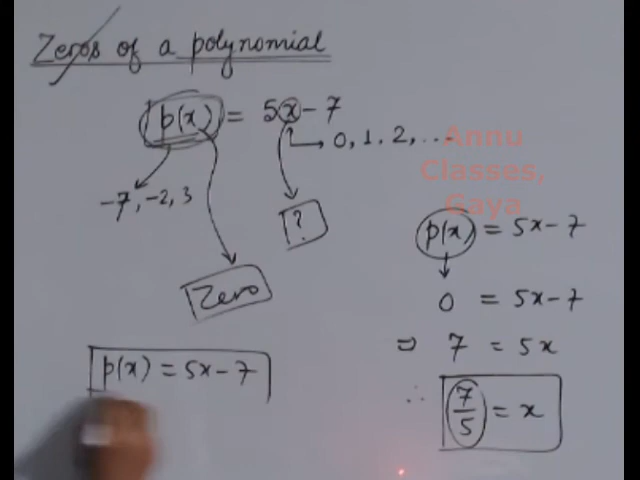 Zeros of a polynomial
p(x) = 5x - 7
0, 1, 2, ...
-7, -2, 3
?
Zero
Annu
Classes,
Gaya
p(x) = 5x - 7
0 = 5x - 7
⇒ 7 = 5x
∴ 7/5 = x
p(x) = 5x - 7